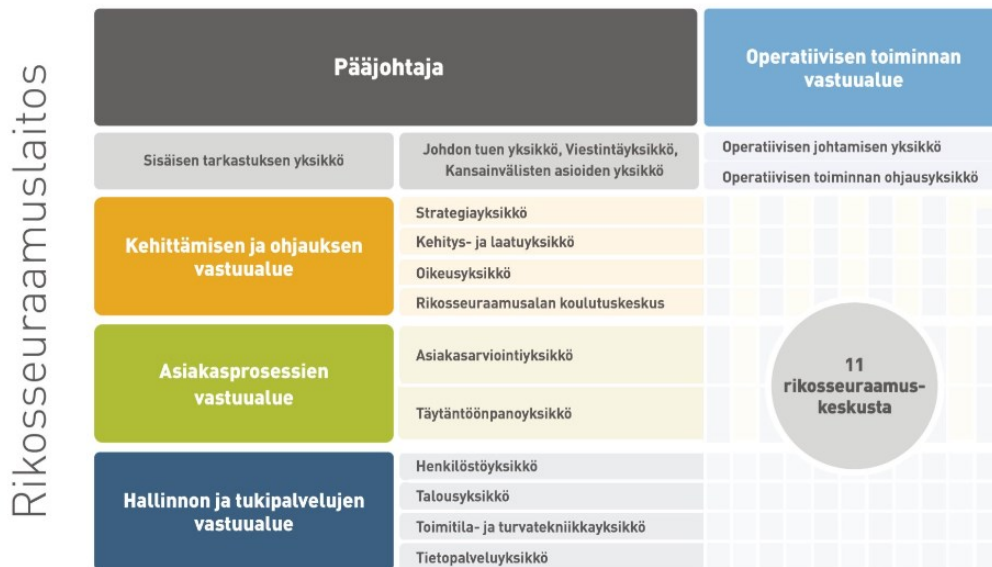 Rikosseuraamuslaitos
Pääjohtaja
Operatiivisen toiminnan
vastuualue
Sisäisen tarkastuksen yksikkö
Johdon tuen yksikkö, Viestintäyksikkö,
Kansainvälisten asioiden yksikkö
Operatiivisen johtamisen yksikkö
Operatiivisen toiminnan ohjausyksikkö
Kehittämisen ja ohjauksen
vastuualue
Strategiayksikkö
Kehitys- ja laatuyksikkö
Oikeusyksikkö
Rikosseuraamusalan koulutuskeskus
Asiakasprosessien
vastuualue
Asiakasarviointiyksikkö
Täytäntöönpanoyksikkö
11
rikosseuraamus-
keskusta
Hallinnon ja tukipalvelujen
vastuualue
Henkilöstöyksikkö
Talousyksikkö
Toimitila- ja turvatekniikkayksikkö
Tietopalveluyksikkö